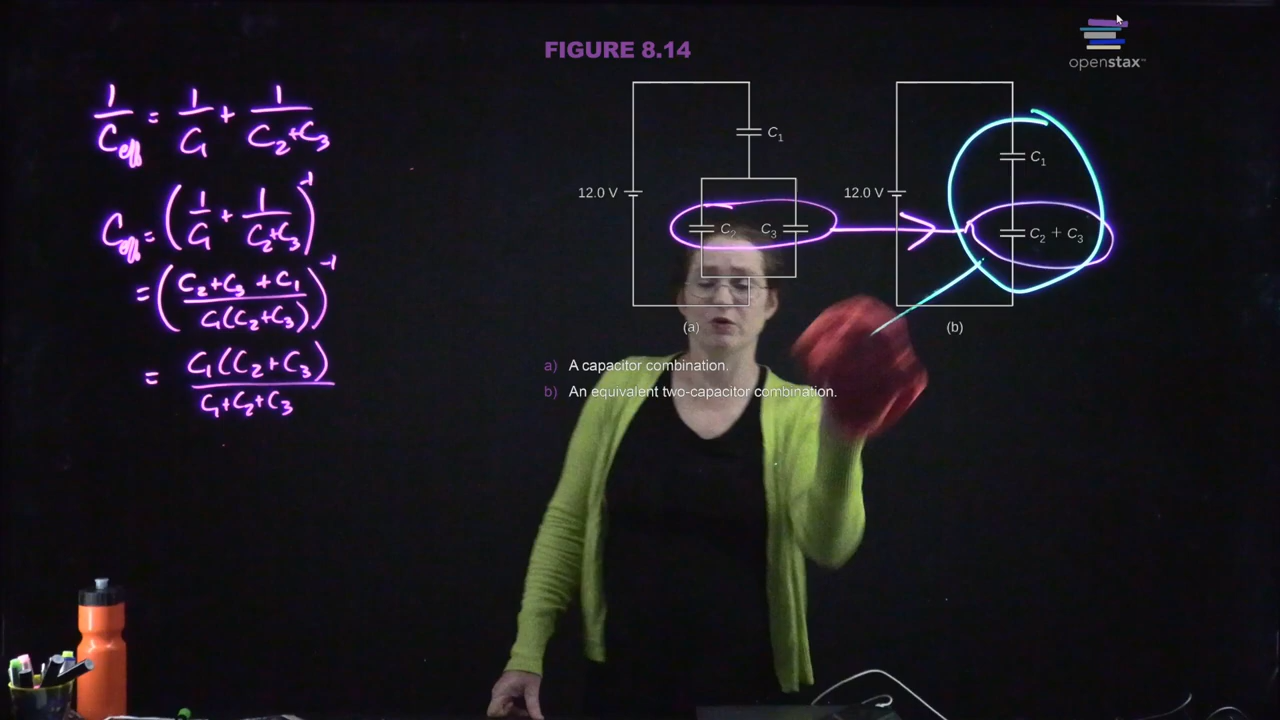 FIGURE 8.14
openstax™
1/C_eff = 1/C₁ + 1/(C₂+C₃)
C_eff = (1/C₁ + 1/(C₂+C₃))⁻¹
= ((C₂+C₃+C₁)/(C₁(C₂+C₃)))⁻¹
= C₁(C₂+C₃)/(C₁+C₂+C₃)
C₁
12.0 V
C₂ C₃
(a)
C₁
12.0 V
C₂ + C₃
(b)
a) A capacitor combination.
b) An equivalent two-capacitor combination.